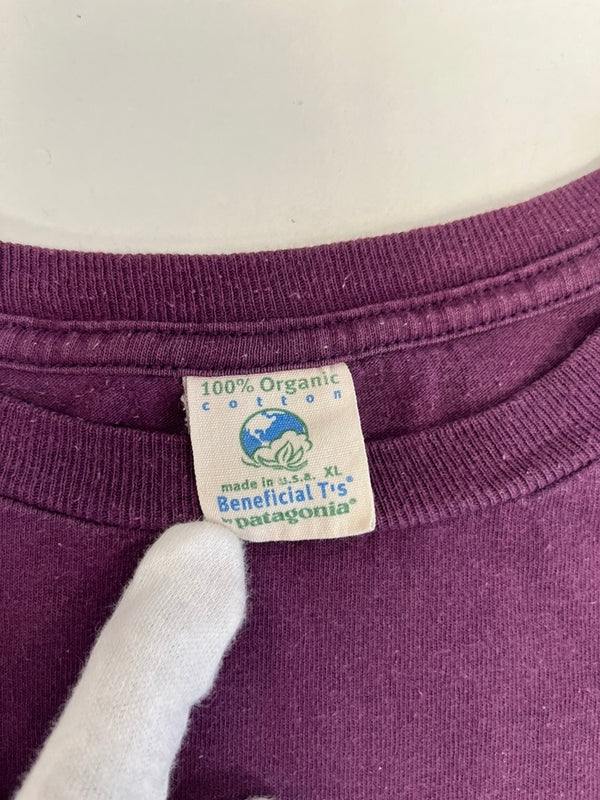 100% Organic
cotton
made in u.s.a. XL
Beneficial T's®
by patagonia®